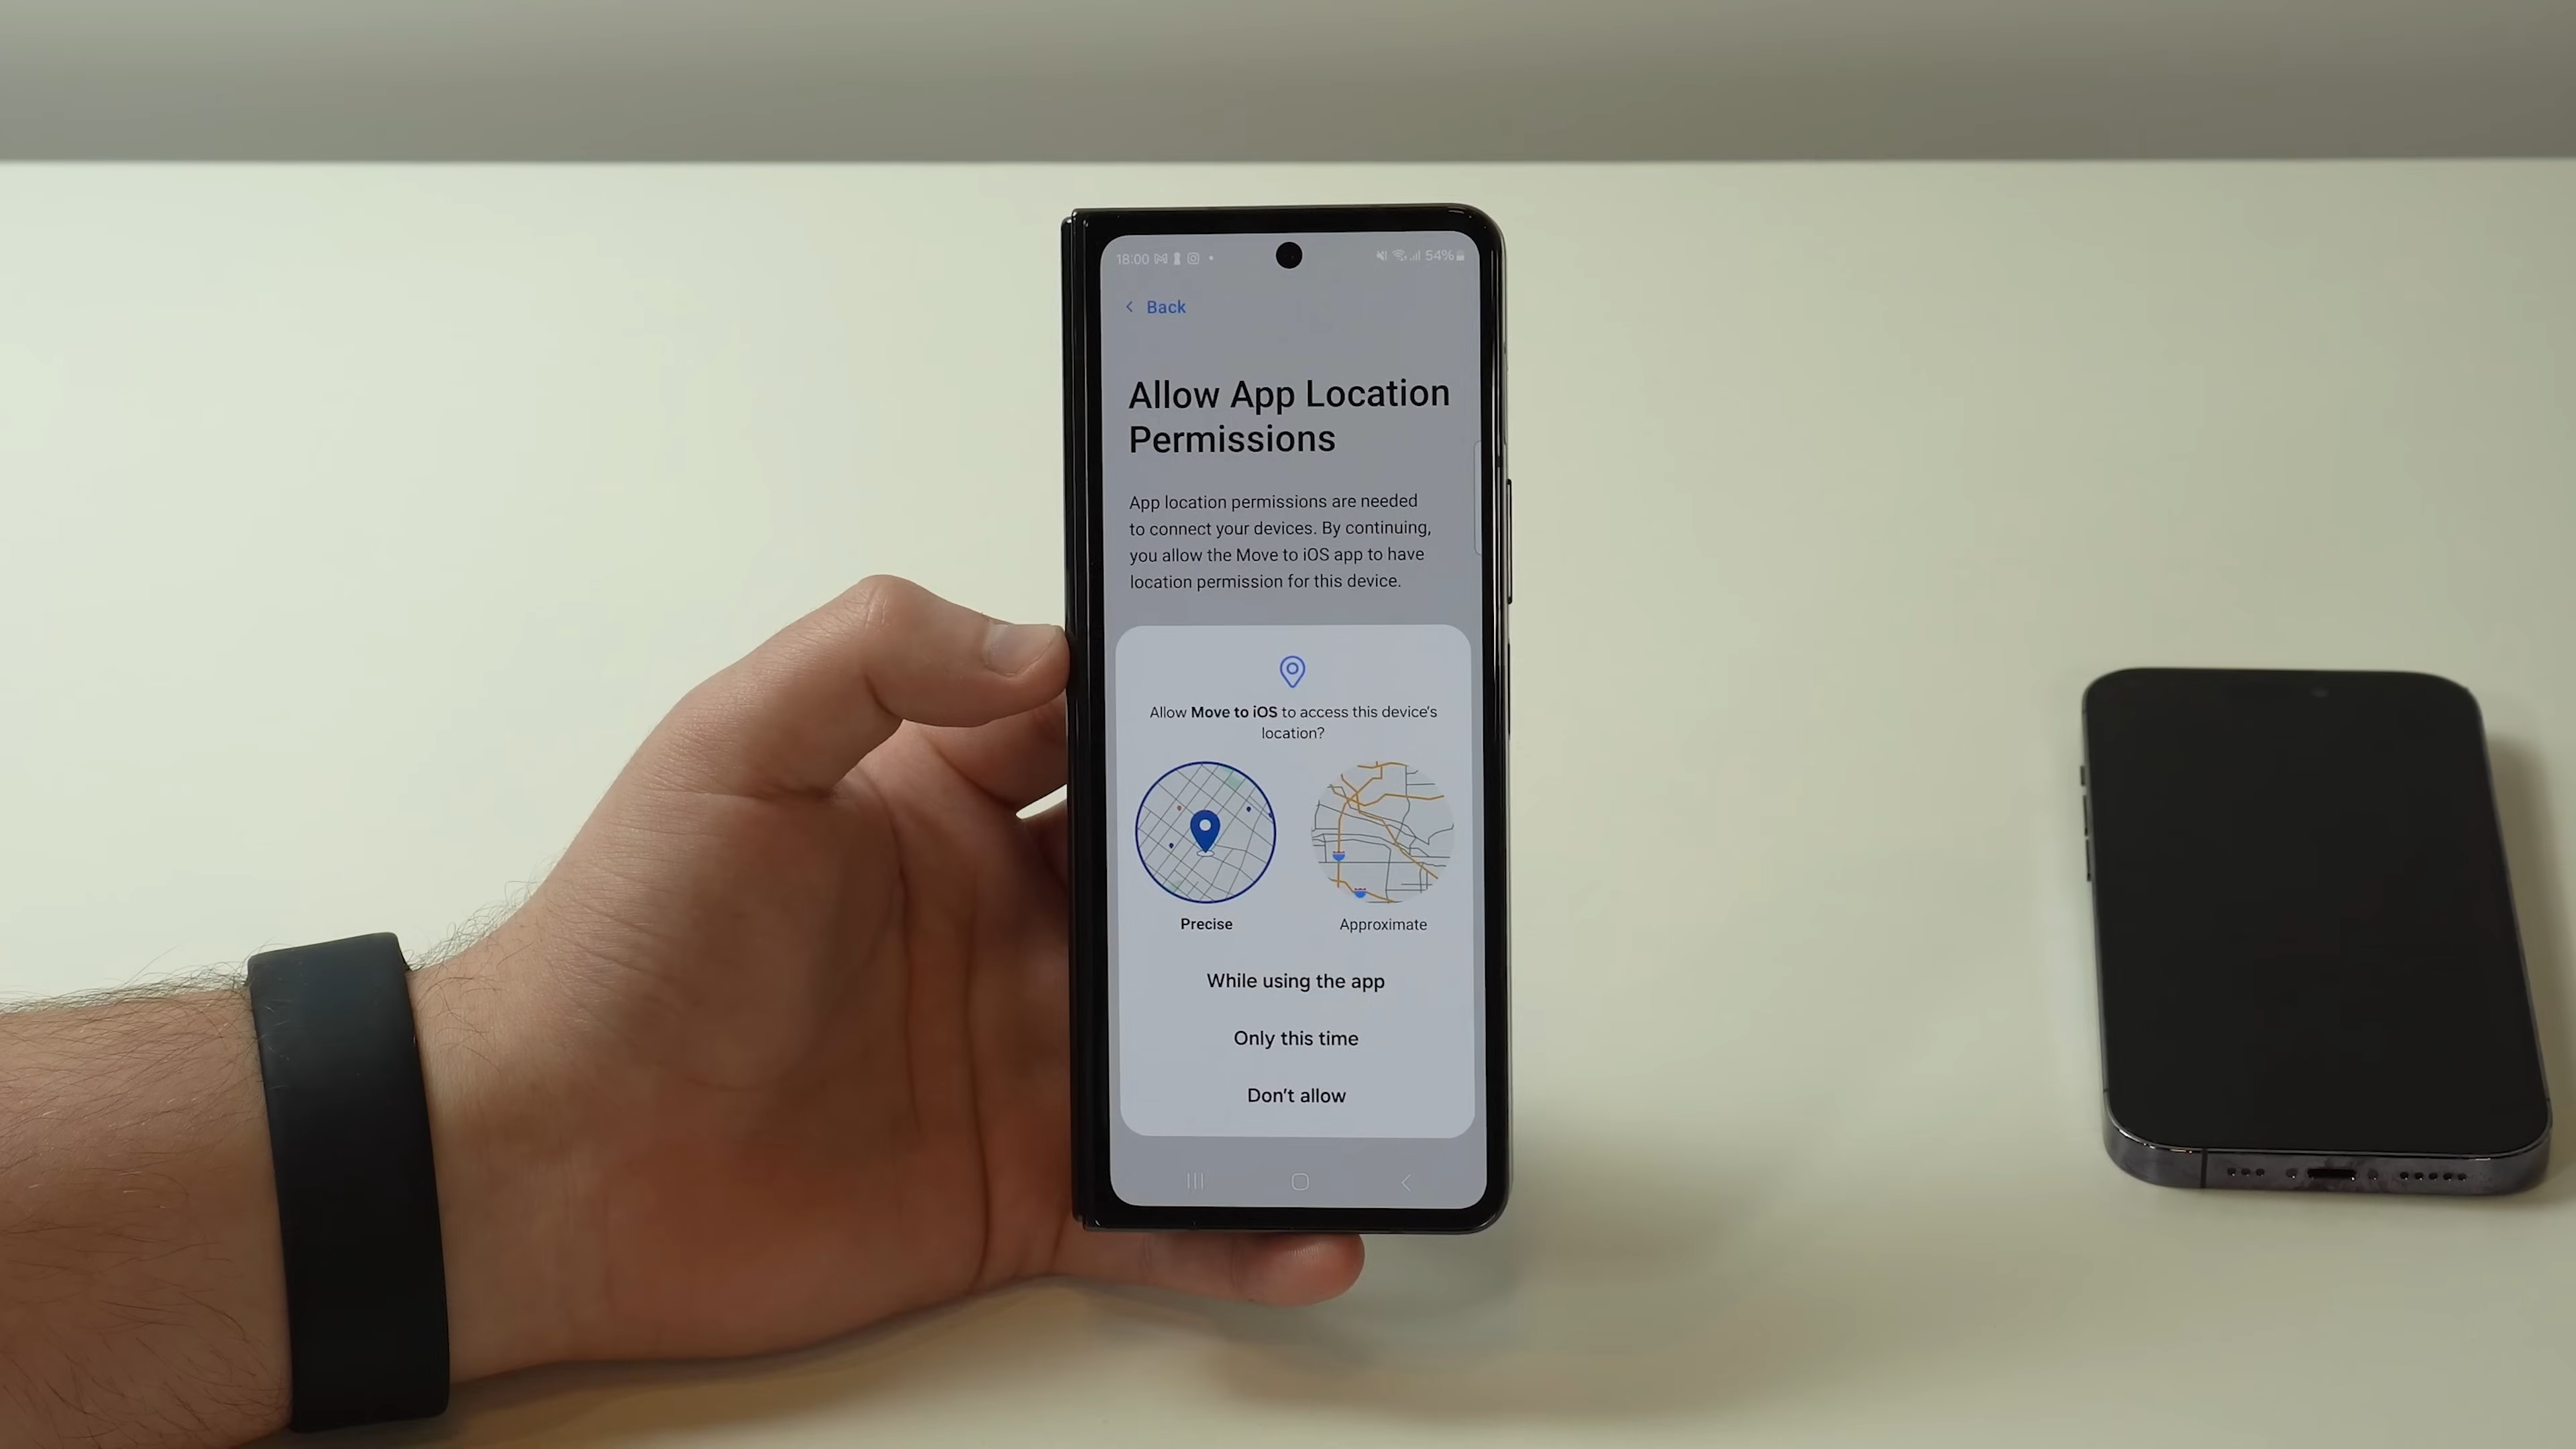 18:00
54%
Back
Allow App Location
Permissions
App location permissions are needed
to connect your devices. By continuing,
you allow the Move to iOS app to have
location permission for this device.
Allow Move to iOS to access this device's
location?
Precise
Approximate
While using the app
Only this time
Don't allow